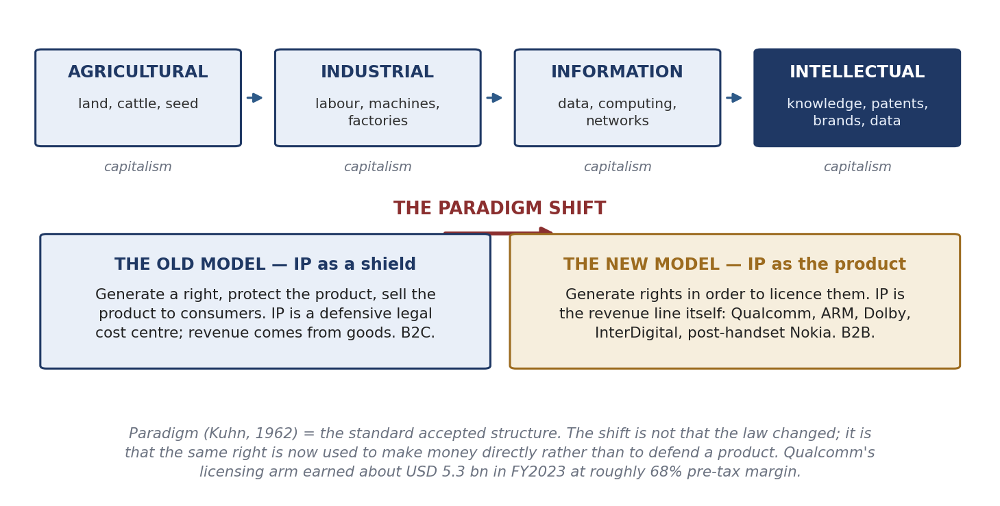 AGRICULTURAL
land, cattle, seed
capitalism
INDUSTRIAL
labour, machines,
factories
capitalism
INFORMATION
data, computing,
networks
capitalism
INTELLECTUAL
knowledge, patents,
brands, data
capitalism
THE PARADIGM SHIFT
THE OLD MODEL — IP as a shield
Generate a right, protect the product, sell the
product to consumers. IP is a defensive legal
cost centre; revenue comes from goods. B2C.
THE NEW MODEL — IP as the product
Generate rights in order to licence them. IP is
the revenue line itself: Qualcomm, ARM, Dolby,
InterDigital, post-handset Nokia. B2B.
Paradigm (Kuhn, 1962) = the standard accepted structure. The shift is not that the law changed; it is
that the same right is now used to make money directly rather than to defend a product. Qualcomm's
licensing arm earned about USD 5.3 bn in FY2023 at roughly 68% pre-tax margin.